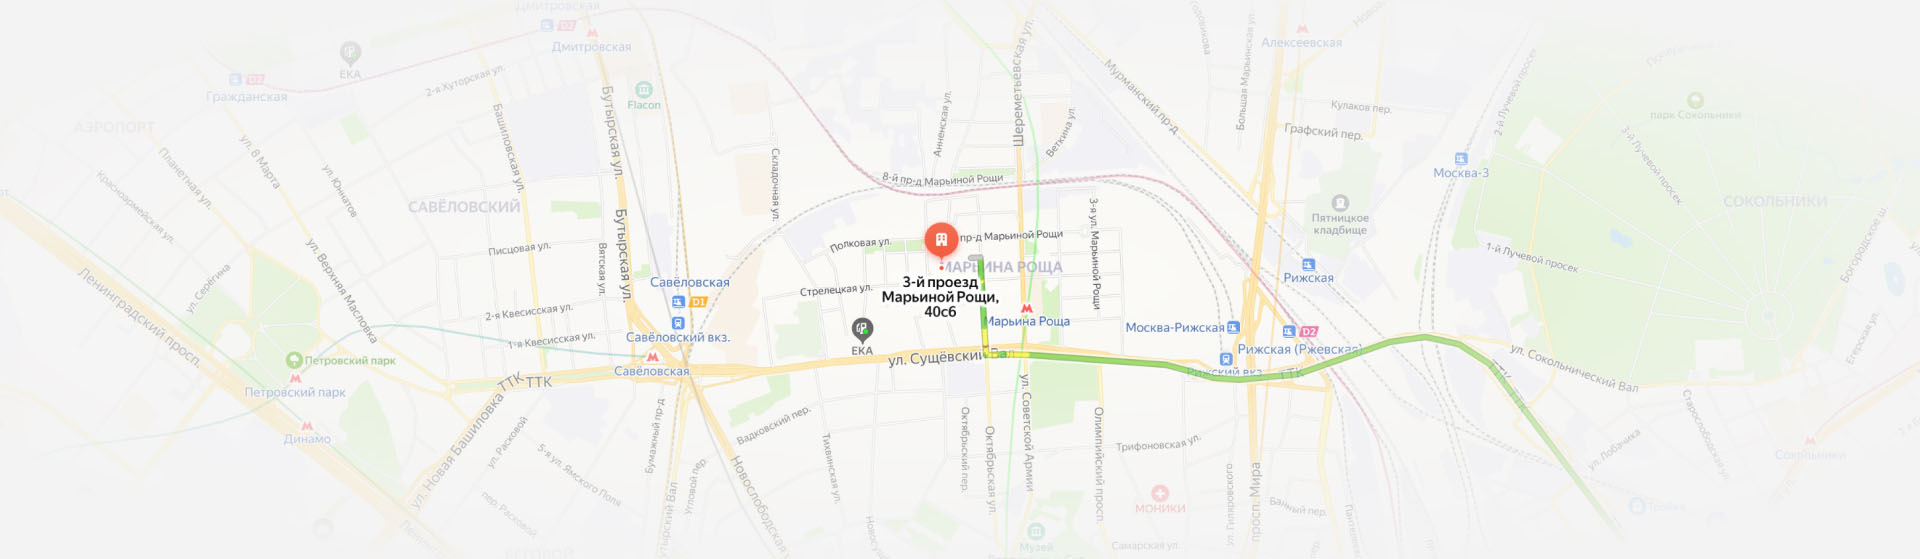 Дмитровская
D2
Дмитровская
ЕКА
D2
Гражданская
2-я Хуторская ул.
Flacon
АЭРОПОРТ
Планетная ул.
ул. 8 Марта
Красноармейская ул.
ул. Юннатов
Башиловская ул.
Бутырская ул.
Бутырская ул.
САВЁЛОВСКИЙ
Писцовая ул.
Вятская ул.
ул. Серёгина
ул. Верхняя Масловка
Ленинградский просп.
2-я Квесисская ул.
1-я Квесисская ул.
Петровский парк
Петровский парк
Динамо
ТТК
ТТК
ул. Новая Башиловка
ул. Расковой
5-я ул. Ямского Поля
пер. Расковой
Бумажный пр-д
Бутырский Вал
Угловой пер.
Савёловская
D1
Савёловский вкз.
Савёловская
Складочная ул.
Анненская ул.
Шереметьевская ул.
Веткина ул.
8-й пр-д Марьиной Рощи
Полковая ул.
пр-д Марьиной Рощи
3-я ул. Марьиной Рощи
МАРЬИНА РОЩА
Стрелецкая ул.
3-й проезд
Марьиной Рощи,
40с6
ЕКА
Марьина Роща
ул. Сущёвский Вал
Вадковский пер.
Тихвинская ул.
Новослободская ул.
Октябрьский пер.
Октябрьская ул.
ул. Советской Армии
Олимпийский просп.
Трифоновская ул.
МОНИКИ
Музей
Самарская ул.
ул. Гиляровского
просп. Мира
Банный пер.
Мурманский пр-д
Большая Марьинская ул.
Алексеевская
Кулаков пер.
Графский пер.
Пятницкое
кладбище
Рижская
Москва-Рижская
D2
Рижская (Ржевская)
Рижский вкз.
ТТК
Москва-3
2-й Лучевой просек
3-й Лучевой просек
1-й Лучевой просек
парк Сокольники
СОКОЛЬНИКИ
Богородское ш.
Егерская ул.
ул. Сокольнический Вал
ТТК
Старослободская ул.
ул. Лобачика
Сокольники